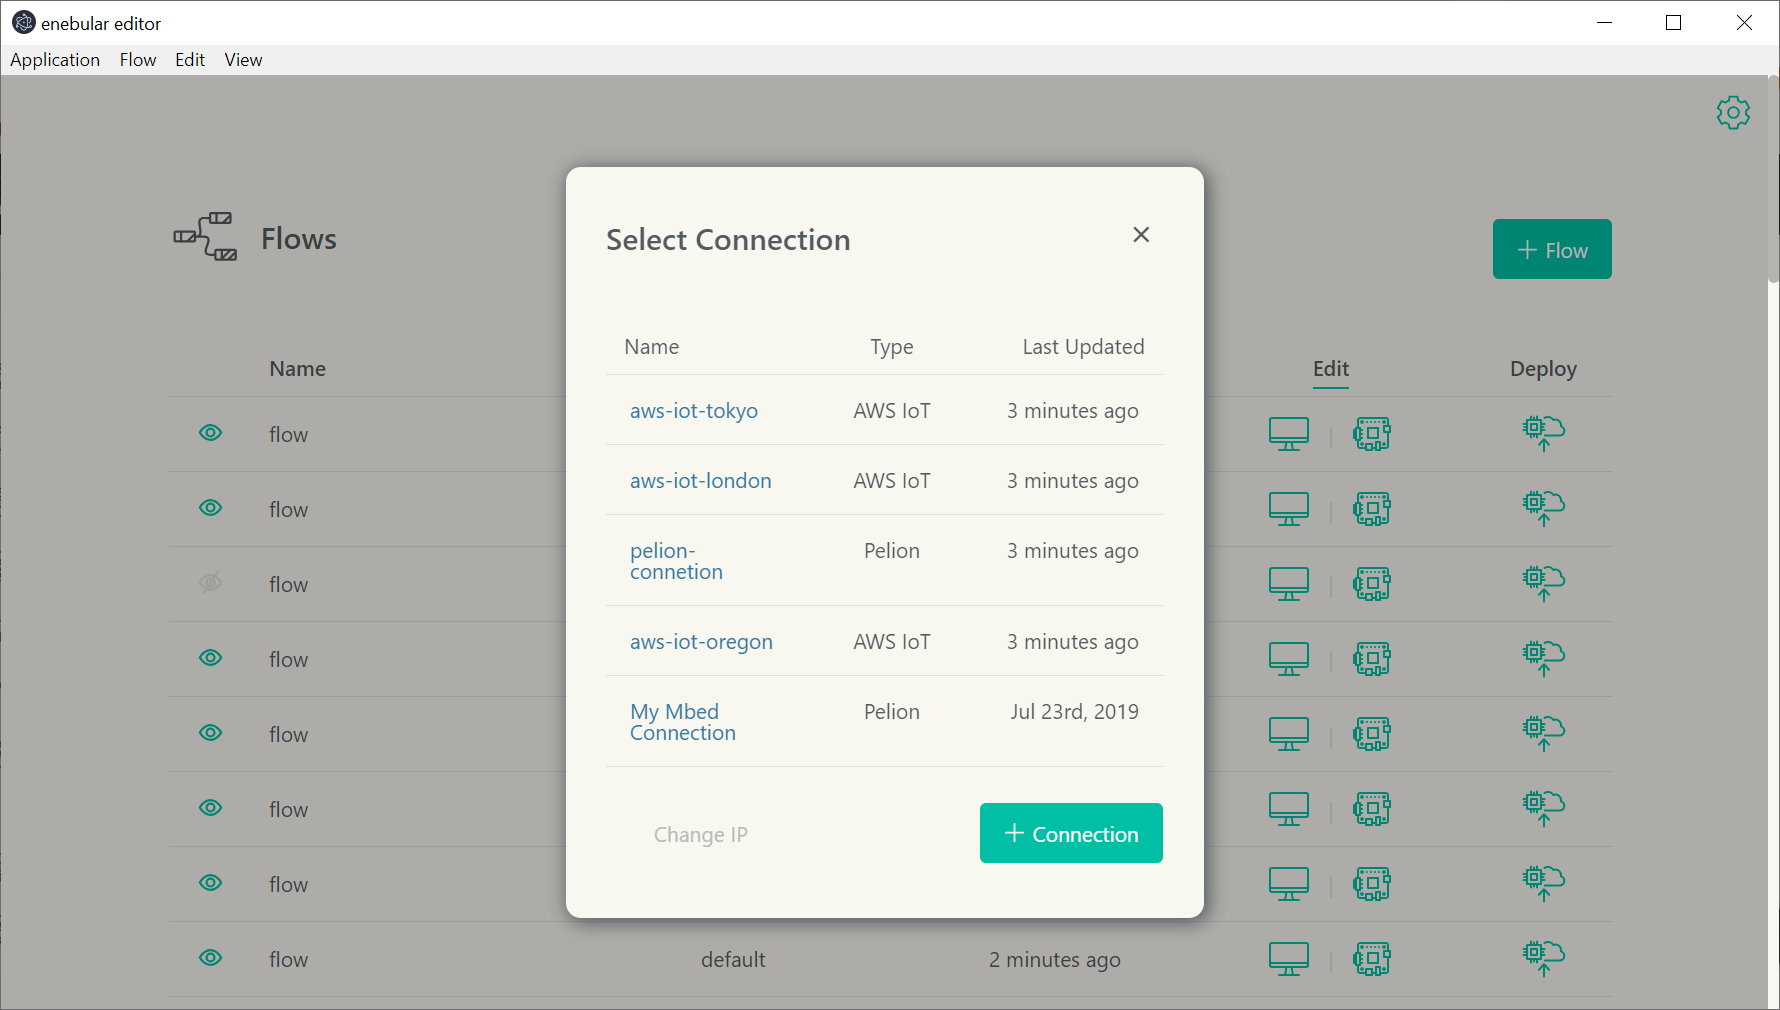 enebular editor
Application Flow Edit View
Flows
+ Flow
Name Edit Deploy
flow
flow
flow
flow
flow
flow
flow
flow default 2 minutes ago
Select Connection
Name Type Last Updated
aws-iot-tokyo AWS IoT 3 minutes ago
aws-iot-london AWS IoT 3 minutes ago
pelion- Pelion 3 minutes ago
connetion
aws-iot-oregon AWS IoT 3 minutes ago
My Mbed Pelion Jul 23rd, 2019
Connection
Change IP + Connection